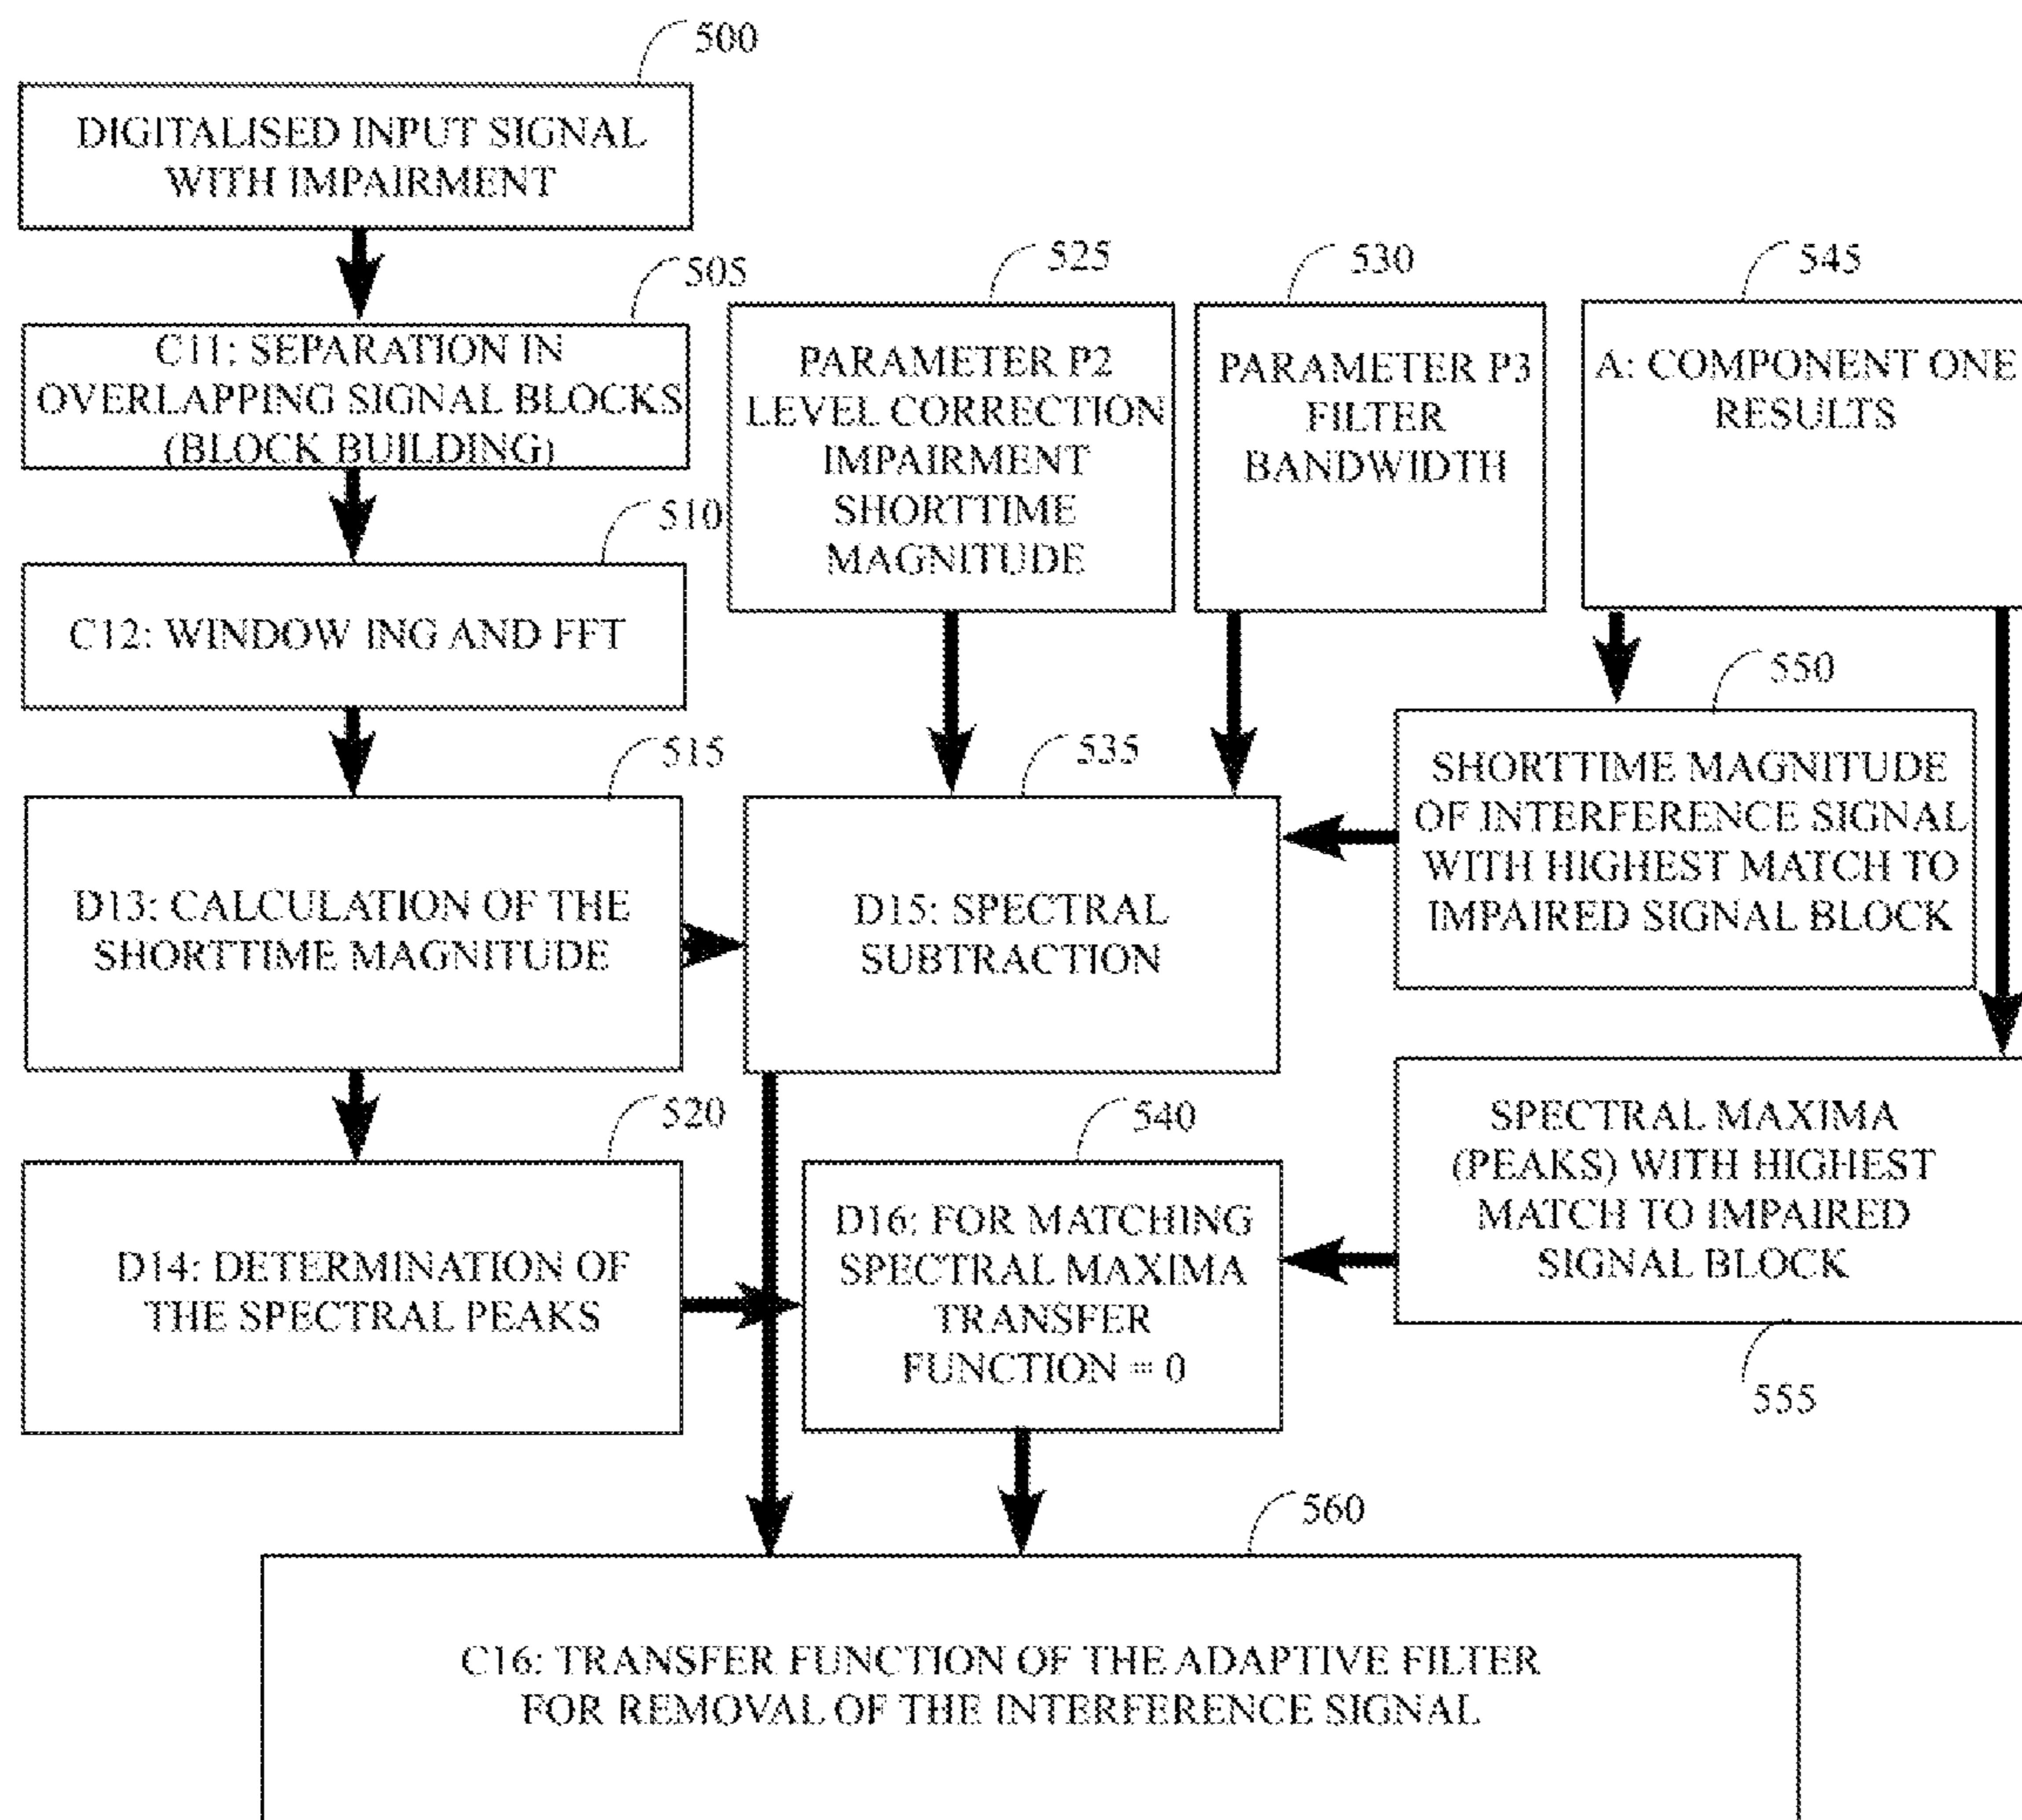 500
DIGITALISED INPUT SIGNAL
WITH IMPAIRMENT
505
C11: SEPARATION IN
OVERLAPPING SIGNAL BLOCKS
(BLOCK BUILDING)
510
C12: WINDOW ING AND FFT
515
D13: CALCULATION OF THE
SHORTTIME MAGNITUDE
520
D14: DETERMINATION OF
THE SPECTRAL PEAKS
525
PARAMETER P2
LEVEL CORRECTION
IMPAIRMENT
SHORTTIME
MAGNITUDE
530
PARAMETER P3
FILTER
BANDWIDTH
535
D15: SPECTRAL
SUBTRACTION
540
D16: FOR MATCHING
SPECTRAL MAXIMA
TRANSFER
FUNCTION = 0
545
A: COMPONENT ONE
RESULTS
550
SHORTTIME MAGNITUDE
OF INTERFERENCE SIGNAL
WITH HIGHEST MATCH TO
IMPAIRED SIGNAL BLOCK
SPECTRAL MAXIMA
(PEAKS) WITH HIGHEST
MATCH TO IMPAIRED
SIGNAL BLOCK
555
560
C16: TRANSFER FUNCTION OF THE ADAPTIVE FILTER
FOR REMOVAL OF THE INTERFERENCE SIGNAL